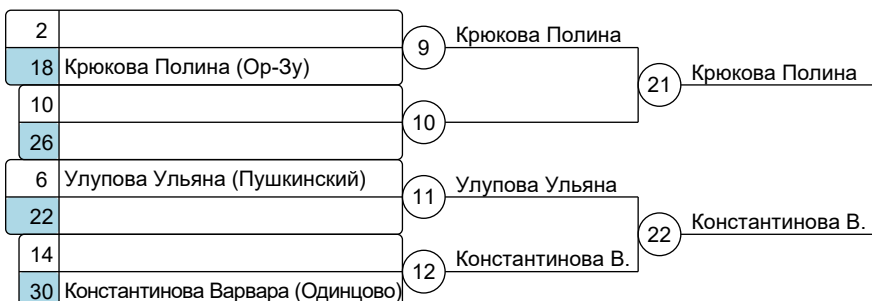 2
9
Крюкова Полина
18 Крюкова Полина (Ор-Зу)
21
Крюкова Полина
10
10
26
6 Улупова Ульяна (Пушкинский)
11
Улупова Ульяна
22
22
Константинова В.
14
12
Константинова В.
30 Константинова Варвара (Одинцово)